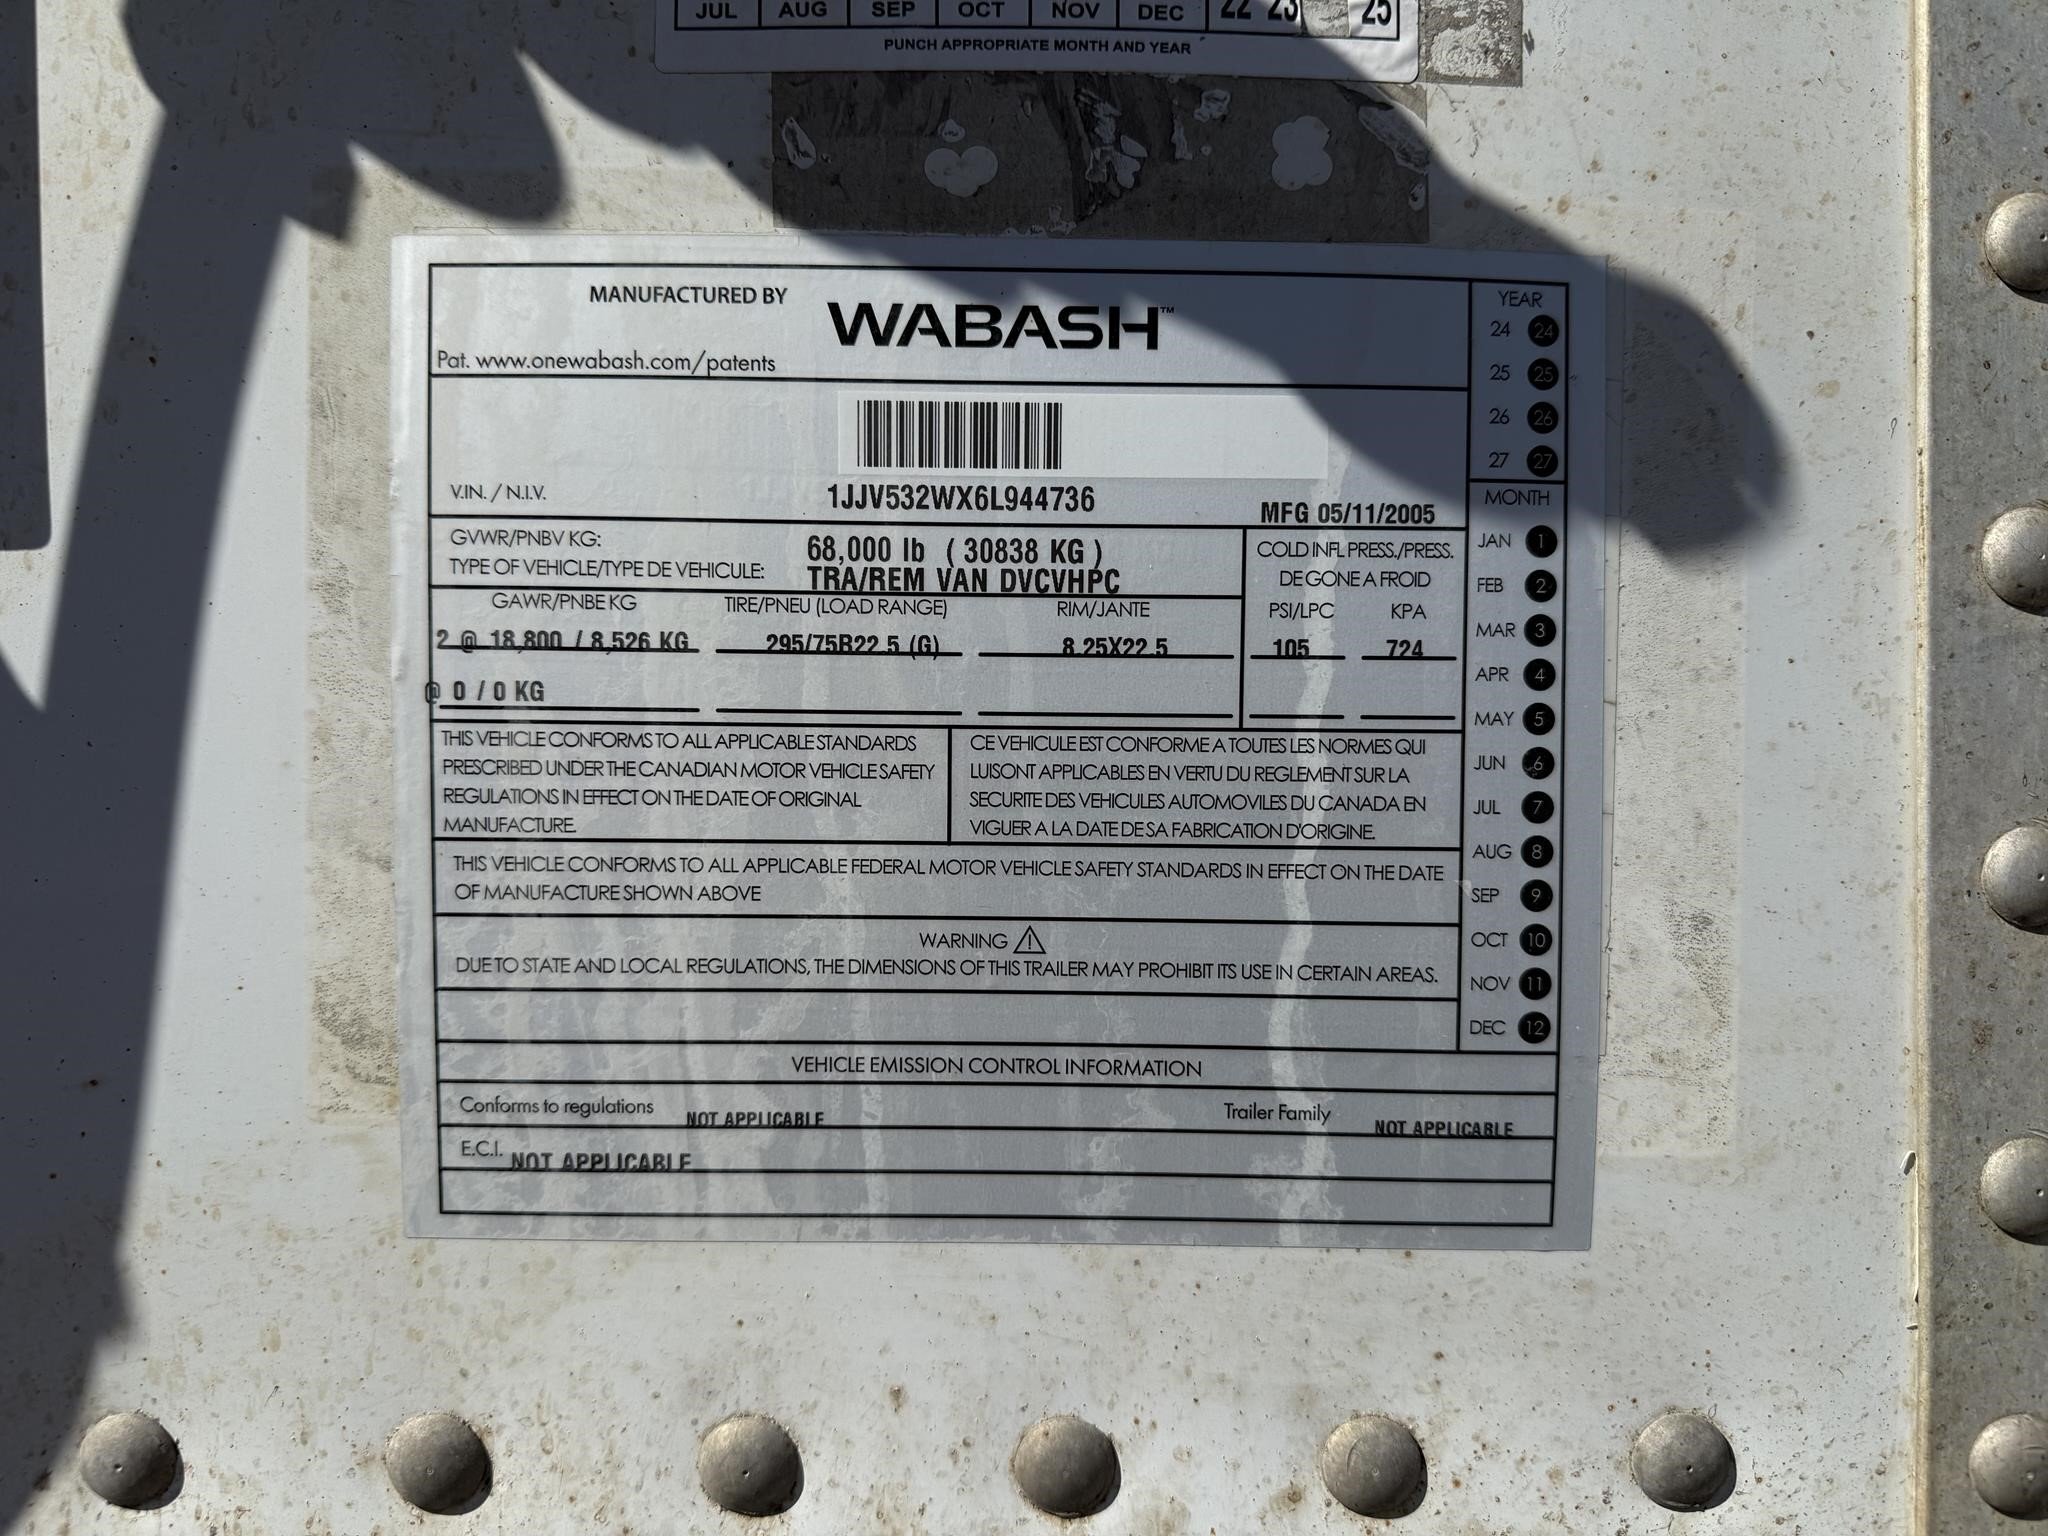 JUL AUG SEP OCT NOV DEC 22 23 25
PUNCH APPROPRIATE MONTH AND YEAR
MANUFACTURED BY
WABASH™
Pat. www.onewabash.com/patents
V.IN. / N.I.V.
1JJV532WX6L944736
MFG 05/11/2005
GVWR/PNBV KG:
68,000 lb ( 30838 KG )
TYPE OF VEHICLE/TYPE DE VEHICULE:
TRA/REM VAN DVCVHPC
COLD INFL PRESS./PRESS.
DE GONE A FROID
GAWR/PNBE KG TIRE/PNEU (LOAD RANGE) RIM/JANTE PSI/LPC KPA
2 @ 18,800 / 8,526 KG 295/75R22.5 (G) 8.25X22.5 105 724
@ 0 / 0 KG
THIS VEHICLE CONFORMS TO ALL APPLICABLE STANDARDS
PRESCRIBED UNDER THE CANADIAN MOTOR VEHICLE SAFETY
REGULATIONS IN EFFECT ON THE DATE OF ORIGINAL
MANUFACTURE.
CE VEHICULE EST CONFORME A TOUTES LES NORMES QUI
LUISONT APPLICABLES EN VERTU DU REGLEMENT SUR LA
SECURITE DES VEHICULES AUTOMOVILES DU CANADA EN
VIGUER A LA DATE DE SA FABRICATION D'ORIGINE.
THIS VEHICLE CONFORMS TO ALL APPLICABLE FEDERAL MOTOR VEHICLE SAFETY STANDARDS IN EFFECT ON THE DATE
OF MANUFACTURE SHOWN ABOVE
WARNING
DUE TO STATE AND LOCAL REGULATIONS, THE DIMENSIONS OF THIS TRAILER MAY PROHIBIT ITS USE IN CERTAIN AREAS.
VEHICLE EMISSION CONTROL INFORMATION
Conforms to regulations NOT APPLICABLE Trailer Family NOT APPLICABLE
E.C.I. NOT APPLICABLE
YEAR
24 24
25 25
26 26
27 27
MONTH
JAN 1
FEB 2
MAR 3
APR 4
MAY 5
JUN 6
JUL 7
AUG 8
SEP 9
OCT 10
NOV 11
DEC 12